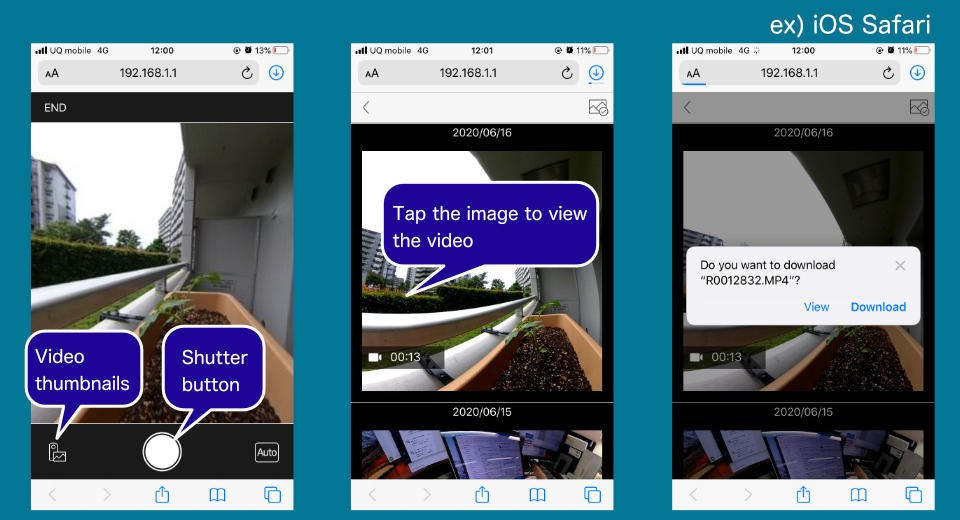 ex) iOS Safari
UQ mobile 4G 12:00 13%
AA 192.168.1.1
END
Video
thumbnails
Shutter
button
Auto
UQ mobile 4G 12:01 11%
AA 192.168.1.1
2020/06/16
Tap the image to view
the video
00:13
2020/06/15
UQ mobile 4G 12:00 11%
AA 192.168.1.1
2020/06/16
Do you want to download
“R0012832.MP4”?
View Download
00:13
2020/06/15